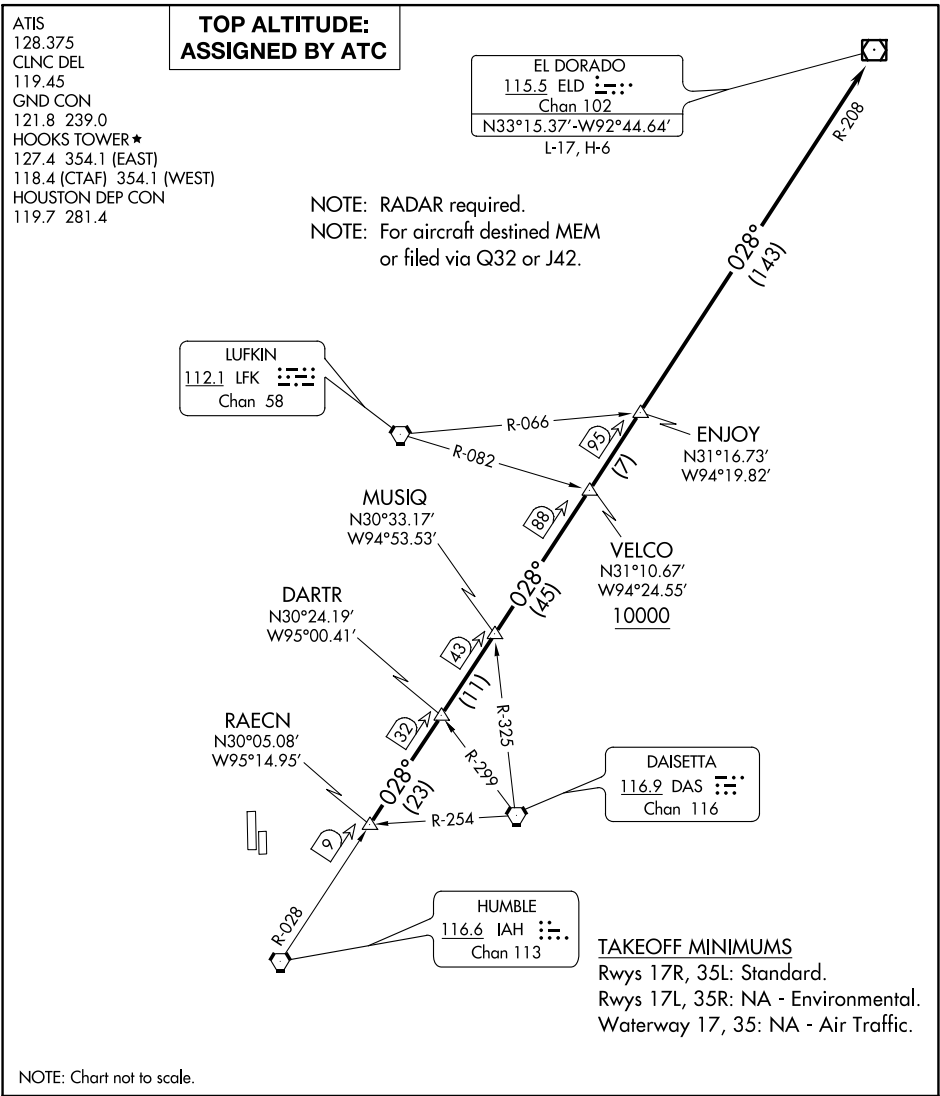 ATIS
128.375
CLNC DEL
119.45
GND CON
121.8 239.0
HOOKS TOWER★
127.4 354.1 (EAST)
118.4 (CTAF) 354.1 (WEST)
HOUSTON DEP CON
119.7 281.4
TOP ALTITUDE:
ASSIGNED BY ATC
EL DORADO
115.5 ELD
Chan 102
N33°15.37'-W92°44.64'
L-17, H-6
R-208
NOTE: RADAR required.
NOTE: For aircraft destined MEM
or filed via Q32 or J42.
028°
(143)
LUFKIN
112.1 LFK
Chan 58
R-066
R-082
95
(7)
ENJOY
N31°16.73'
W94°19.82'
88
VELCO
N31°10.67'
W94°24.55'
10000
MUSIQ
N30°33.17'
W94°53.53'
028°
(45)
DARTR
N30°24.19'
W95°00.41'
43
(11)
32
R-325
R-299
RAECN
N30°05.08'
W95°14.95'
028°
(23)
R-254
9
DAISETTA
116.9 DAS
Chan 116
R-028
HUMBLE
116.6 IAH
Chan 113
TAKEOFF MINIMUMS
Rwys 17R, 35L: Standard.
Rwys 17L, 35R: NA - Environmental.
Waterway 17, 35: NA - Air Traffic.
NOTE: Chart not to scale.